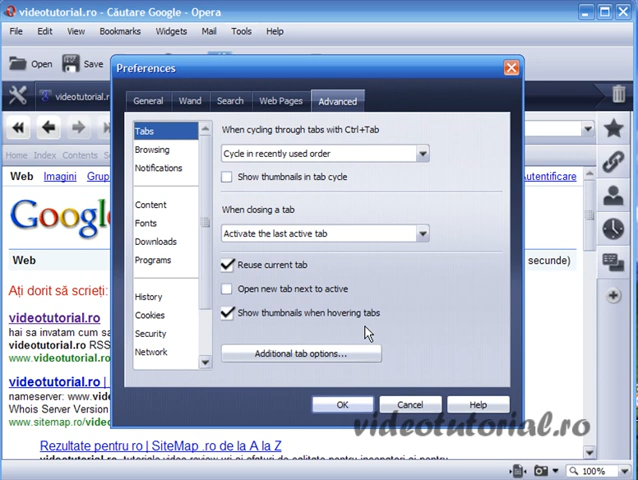 videotutorial.ro - Căutare Google - Opera
File Edit View Bookmarks Widgets Mail Tools Help
videotutorial.ro
Open Save
Preferences
videotutorial.r
General Wand Search Web Pages Advanced
Tabs
Browsing
Notifications
Content
Fonts
Downloads
Programs
History
Cookies
Security
Network
When cycling through tabs with Ctrl+Tab
Cycle in recently used order
Show thumbnails in tab cycle
When closing a tab
Activate the last active tab
Reuse current tab
Open new tab next to active
Show thumbnails when hovering tabs
Additional tab options...
OK Cancel Help
Home Index Contents
Web Imagini Grup
Autentificare
Goog
Web
secunde)
Aţi dorit să scrieţi:
videotutorial.ro
hai sa invatam cum sa
videotutorial.ro RSS
www.videotutorial.ro
videotutorial.ro |
nameserver: www.vide
Whois Server Version
www.sitemap.ro/video
Rezultate pentru ro | SiteMap .ro de la A la Z
videotutorial.ro
100%